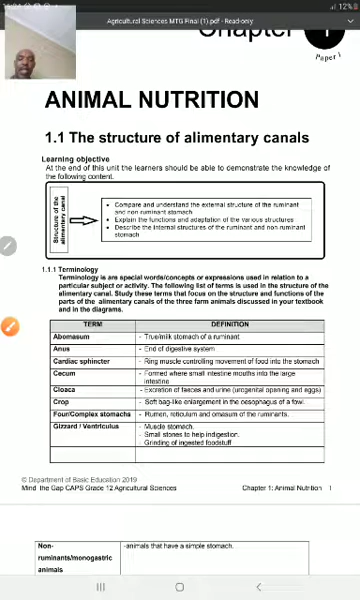 12%
Agricultural Sciences MTG Final (1).pdf - Read-only
Chapter 1
Paper 1
ANIMAL NUTRITION
1.1 The structure of alimentary canals
Learning objective
At the end of this unit the learners should be able to demonstrate the knowledge of
the following content.
Structure of the
alimentary canal
• Compare and understand the external structure of the ruminant
and non ruminant stomach
• Explain the functions and adaptation of the various structures
• Describe the internal structures of the ruminant and non-ruminant
stomach
1.1.1 Terminology
Terminology is are special words/concepts or expressions used in relation to a
particular subject or activity. The following list of terms is used in the structure of the
alimentary canal. Study these terms that focus on the structure and functions of the
parts of the alimentary canals of the three farm animals discussed in your textbook
and in the diagrams.
TERM DEFINITION
Abomasum - True/milk stomach of a ruminant
Anus - End of digestive system
Cardiac sphincter - Ring muscle controlling movement of food into the stomach
Cecum - Formed where small intestine mouths into the large
intestine
Cloaca - Excretion of faeces and urine (urogenital opening and eggs)
Crop - Soft bag-like enlargement in the oesophagus of a fowl.
Four/Complex stomachs - Rumen, reticulum and omasum of the ruminants.
Gizzard / Ventriculus - Muscle stomach.
- Small stones to help indigestion.
- Grinding of ingested foodstuff
© Department of Basic Education 2019
Mind the Gap CAPS Grade 12 Agricultural Sciences Chapter 1: Animal Nutrition 1
Non- -animals that have a simple stomach.
ruminants/monogastric
animals